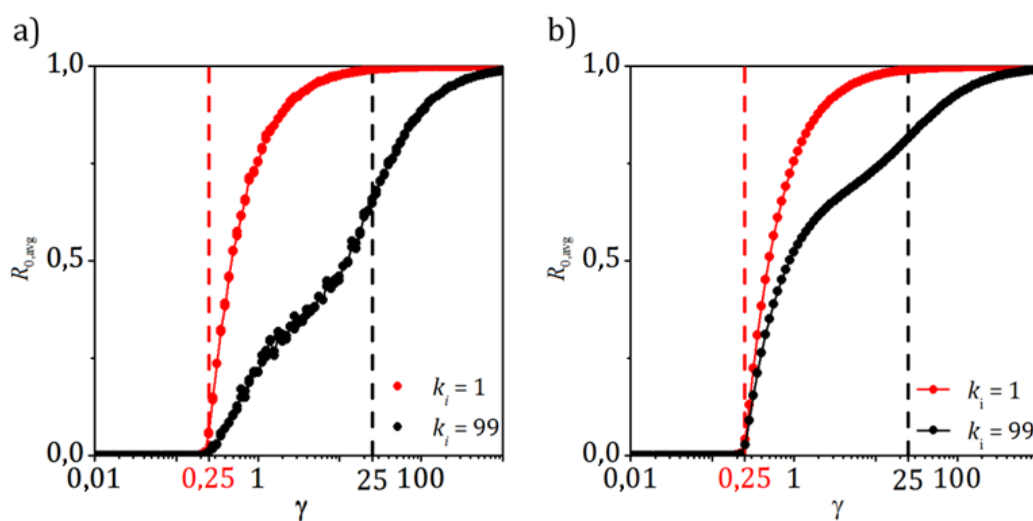 a)
1,0
0,5
0,0
R0,avg
0,01
0,25
1
25
100
γ
ki = 1
ki = 99
b)
1,0
0,5
0,0
R0,avg
0,01
0,25
1
25
100
γ
ki = 1
ki = 99